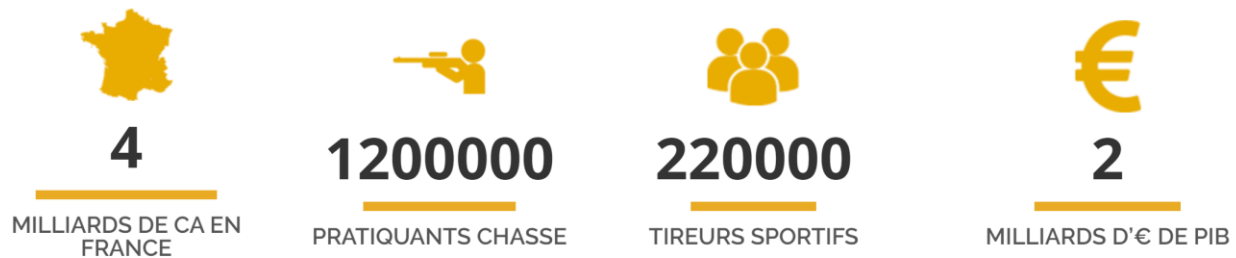 4
MILLIARDS DE CA EN
FRANCE
1200000
PRATIQUANTS CHASSE
220000
TIREURS SPORTIFS
€
2
MILLIARDS D'€ DE PIB